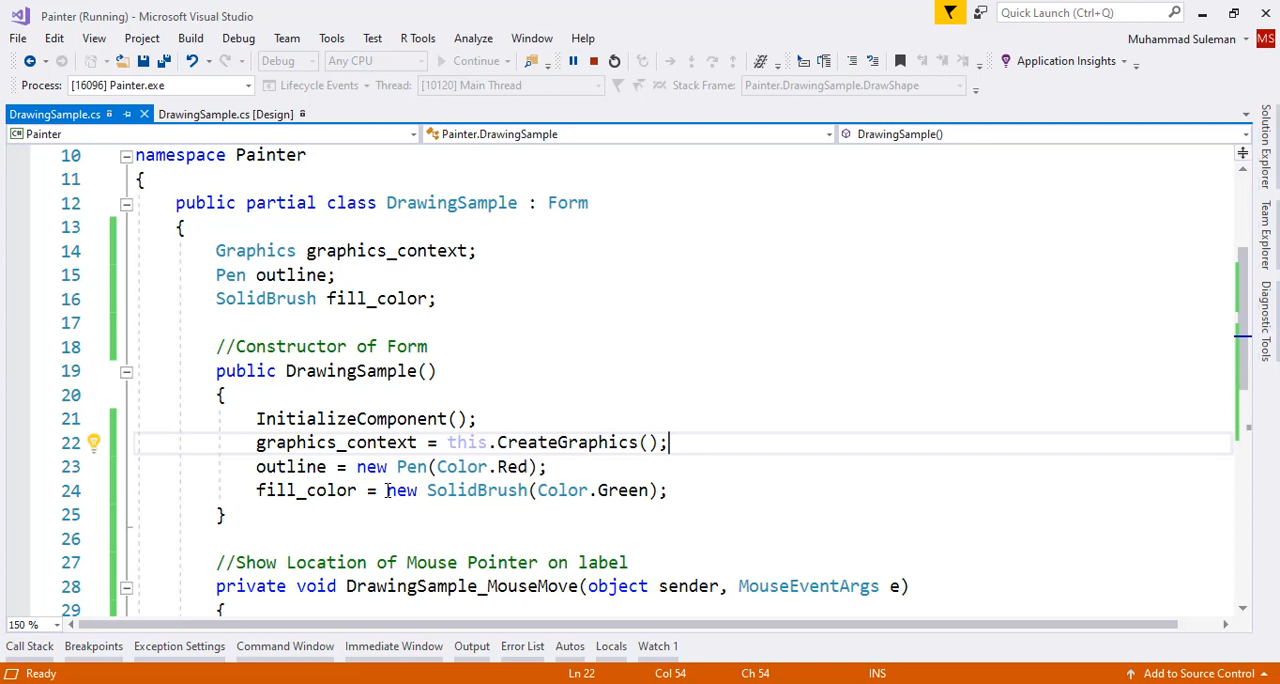 Painter (Running) - Microsoft Visual Studio
Quick Launch (Ctrl+Q)
File Edit View Project Build Debug Team Tools Test R Tools Analyze Window Help
Muhammad Suleman MS
Debug Any CPU Continue Application Insights
Process: [16096] Painter.exe Lifecycle Events Thread: [10120] Main Thread Stack Frame: Painter.DrawingSample.DrawShape
DrawingSample.cs DrawingSample.cs [Design]
Painter Painter.DrawingSample DrawingSample()
10 namespace Painter
11 {
12 public partial class DrawingSample : Form
13 {
14 Graphics graphics_context;
15 Pen outline;
16 SolidBrush fill_color;
17
18 //Constructor of Form
19 public DrawingSample()
20 {
21 InitializeComponent();
22 graphics_context = this.CreateGraphics();
23 outline = new Pen(Color.Red);
24 fill_color = new SolidBrush(Color.Green);
25 }
26
27 //Show Location of Mouse Pointer on label
28 private void DrawingSample_MouseMove(object sender, MouseEventArgs e)
29 {
Solution Explorer
Team Explorer
Diagnostic Tools
150 %
Call Stack Breakpoints Exception Settings Command Window Immediate Window Output Error List Autos Locals Watch 1
Ready Ln 22 Col 54 Ch 54 INS Add to Source Control